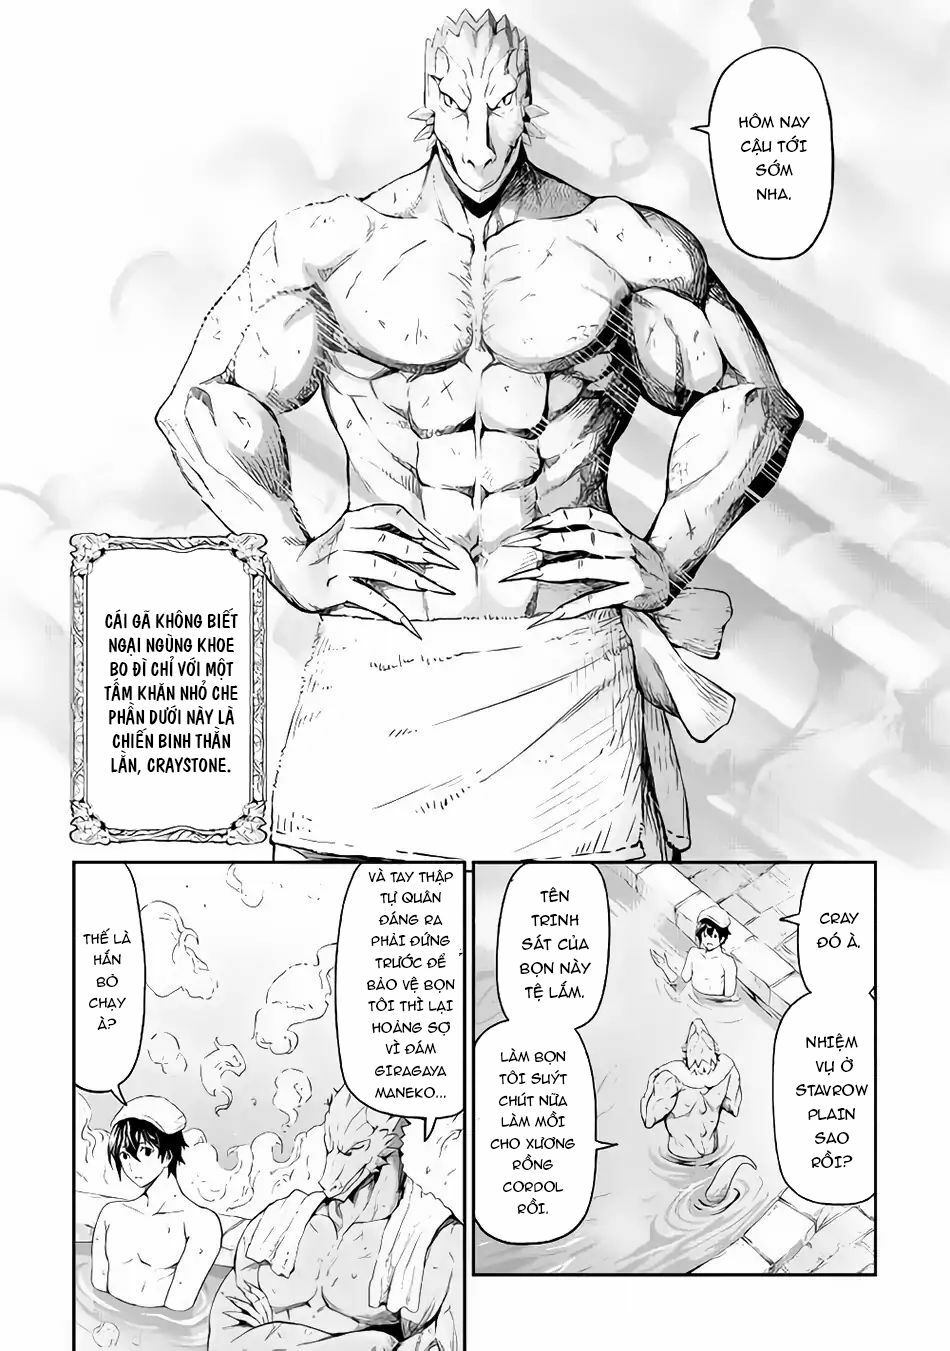 HÔM NAY
CẬU TỚI
SỚM
NHA.
CÁI GÃ KHÔNG BIẾT
NGẠI NGÙNG KHOE
BO ĐÌ CHỈ VỚI MỘT
TẤM KHĂN NHỎ CHE
PHẦN DƯỚI NÀY LÀ
CHIẾN BINH THẰN
LẰN, CRAYSTONE.
CRAY
ĐÓ À.
NHIỆM
VỤ Ở
STAVROW
PLAIN
SAO
RỒI?
TÊN
TRINH
SÁT CỦA
BỌN NÀY
TỆ LẮM.
LÀM BỌN
TÔI SUÝT
CHÚT NỮA
LÀM MỒI
CHO XƯƠNG
RỒNG
CORDOL
RỒI.
VÀ TAY THẬP
TỰ QUÂN
ĐÁNG RA
PHẢI ĐỨNG
TRƯỚC ĐỂ
BẢO VỆ BỌN
TÔI THÌ LẠI
HOẢNG SỢ
VÌ ĐÁM
GIRAGAYA
MANEKO...
THẾ LÀ
HẮN
BỎ
CHẠY
À?